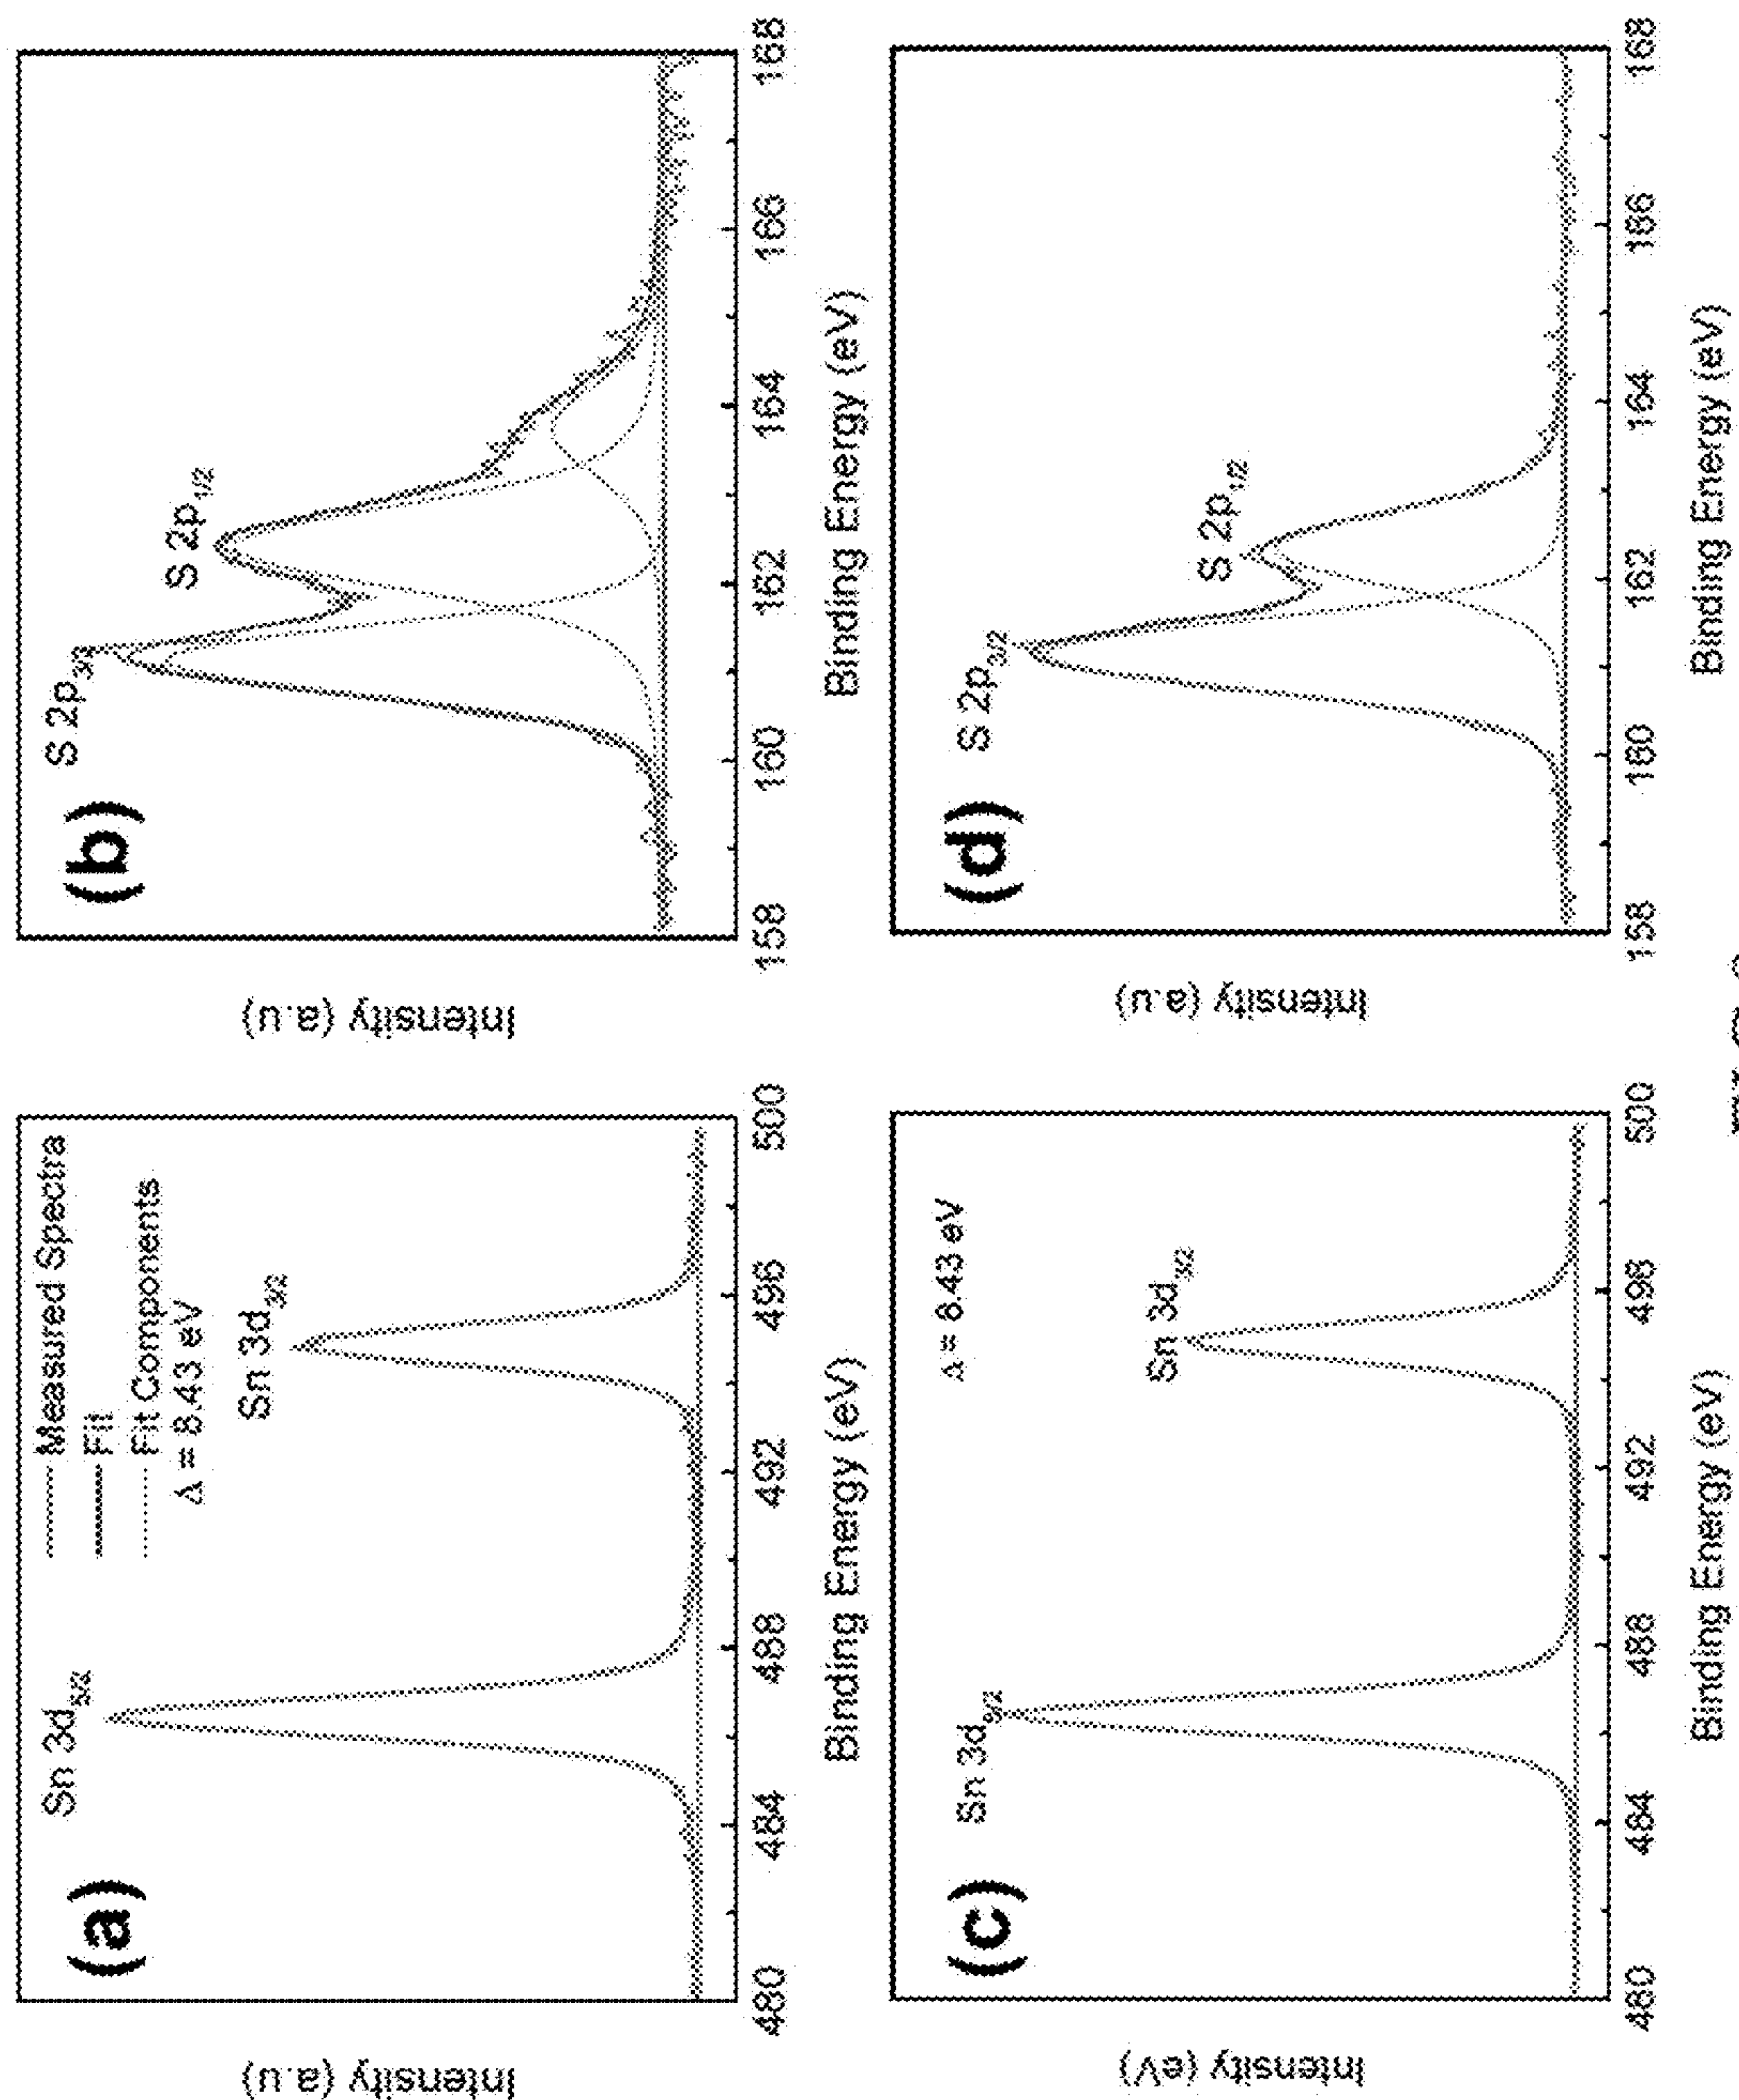 (a)
Sn 3d5/2
Measured Spectra
Fit
Fit Components
Δ = 8.43 eV
Sn 3d3/2
Intensity (a.u)
480 484 488 492 496 500
Binding Energy (eV)
(b)
S 2p3/2
S 2p1/2
Intensity (a.u)
158 160 162 164 166 168
Binding Energy (eV)
(c)
Sn 3d5/2
Δ = 8.43 eV
Sn 3d3/2
Intensity (eV)
480 484 488 492 496 500
Binding Energy (eV)
(d)
S 2p3/2
S 2p1/2
Intensity (a.u)
158 160 162 164 166 168
Binding Energy (eV)